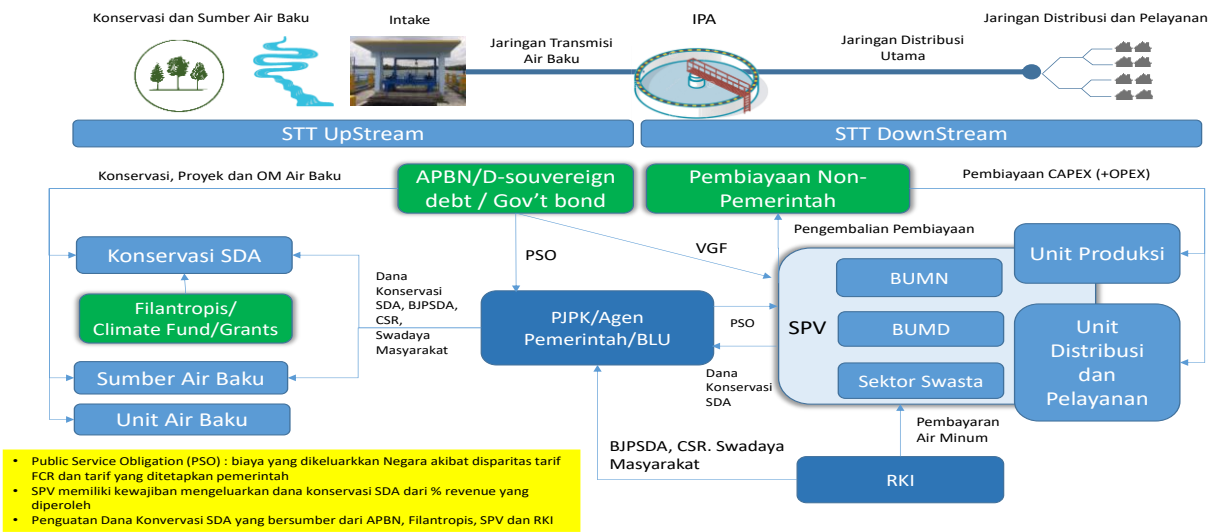 Konservasi dan Sumber Air Baku
Intake
IPA
Jaringan Distribusi dan Pelayanan
Jaringan Transmisi
Air Baku
Jaringan Distribusi
Utama
STT UpStream
STT DownStream
Konservasi, Proyek dan OM Air Baku
APBN/D-souvereign
debt / Gov't bond
Pembiayaan Non-
Pemerintah
Pembiayaan CAPEX (+OPEX)
Pengembalian Pembiayaan
Konservasi SDA
PSO
VGF
Unit Produksi
BUMN
Filantropis/
Climate Fund/Grants
Dana
Konservasi
SDA, BJPSDA,
CSR,
Swadaya
Masyarakat
PJPK/Agen
Pemerintah/BLU
PSO
SPV
BUMD
Unit
Distribusi
dan
Pelayanan
Sumber Air Baku
Dana
Konservasi
SDA
Sektor Swasta
Unit Air Baku
Pembayaran
Air Minum
BJPSDA, CSR. Swadaya
Masyarakat
RKI
• Public Service Obligation (PSO) : biaya yang dikeluarkkan Negara akibat disparitas tarif
FCR dan tarif yang ditetapkan pemerintah
• SPV memiliki kewajiban mengeluarkan dana konservasi SDA dari % revenue yang
diperoleh
• Penguatan Dana Konvervasi SDA yang bersumber dari APBN, Filantropis, SPV dan RKI